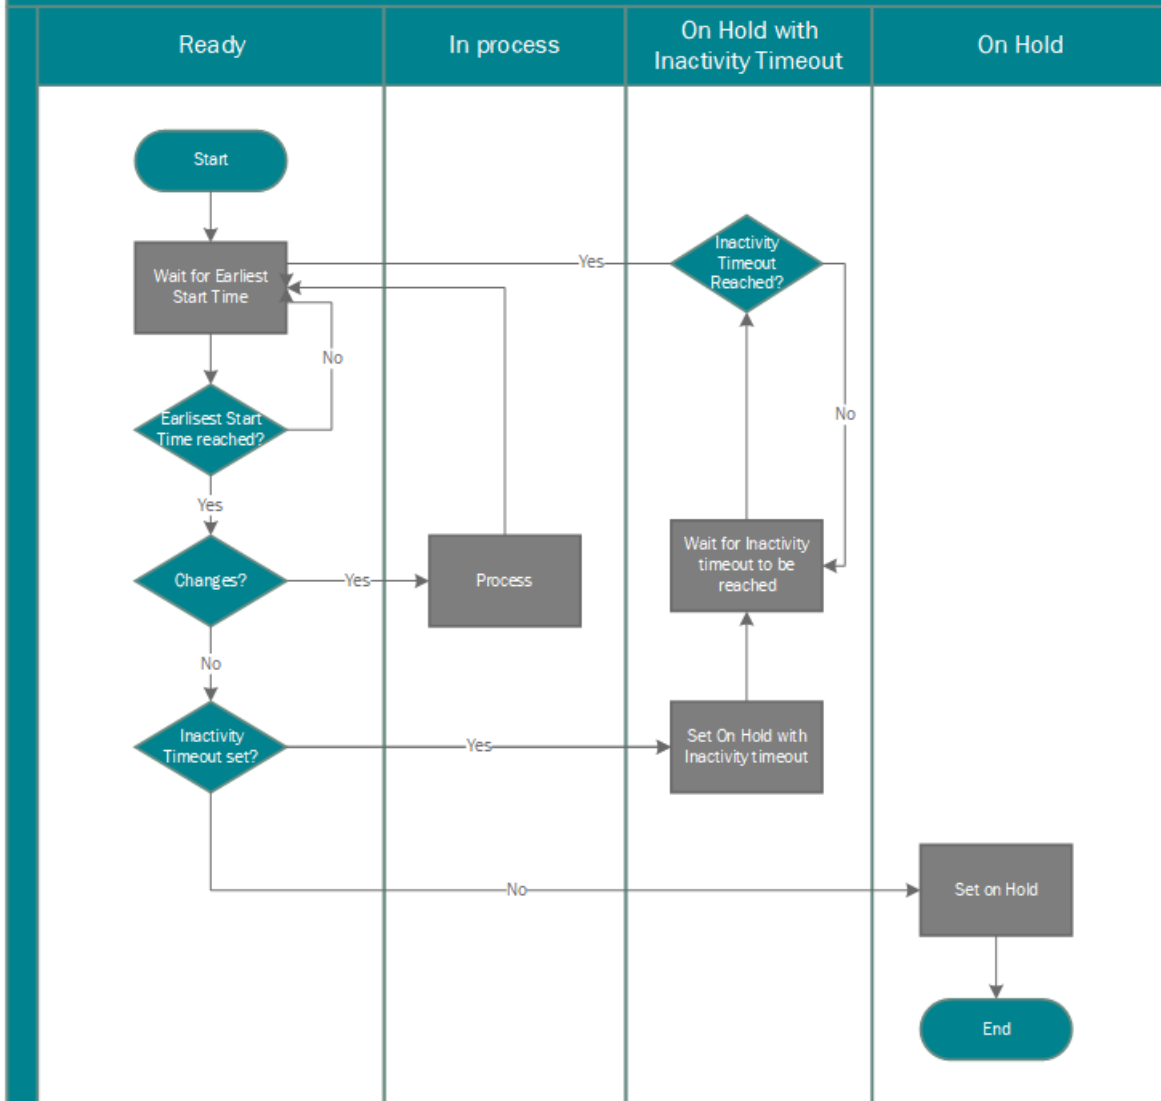 Ready
In process
On Hold with
Inactivity Timeout
On Hold
Start
Wait for Earliest
Start Time
No
Earlisest Start
Time reached?
Yes
Changes?
Yes
Process
No
Inactivity
Timeout set?
Yes
No
Inactivity
Timeout
Reached?
Yes
No
Wait for Inactivity
timeout to be
reached
Set On Hold with
Inactivity timeout
Set on Hold
End